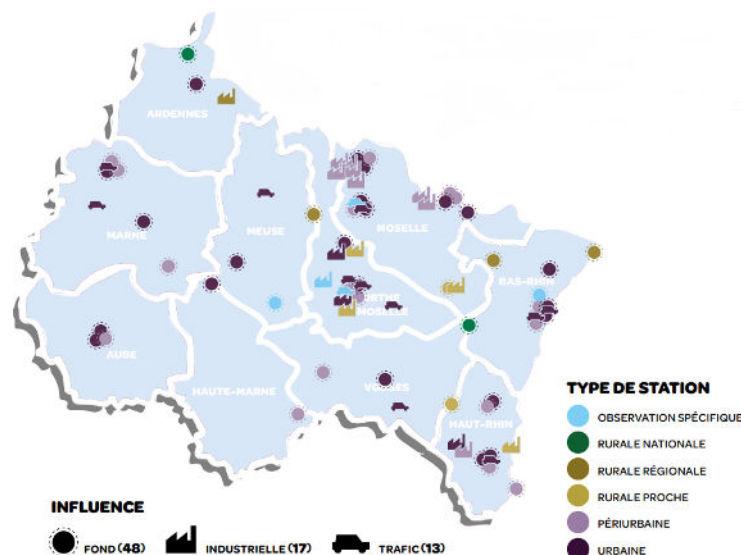 ARDENNES
MARNE
MEUSE
MOSELLE
BAS-RHIN
MOSELLE
AUBE
HAUTE-MARNE
VOSGES
HAUT-RHIN
TYPE DE STATION
OBSERVATION SPÉCIFIQUE
RURALE NATIONALE
RURALE RÉGIONALE
RURALE PROCHE
PÉRIURBAINE
URBAINE
INFLUENCE
FOND (48)
INDUSTRIELLE (17)
TRAFIC (13)